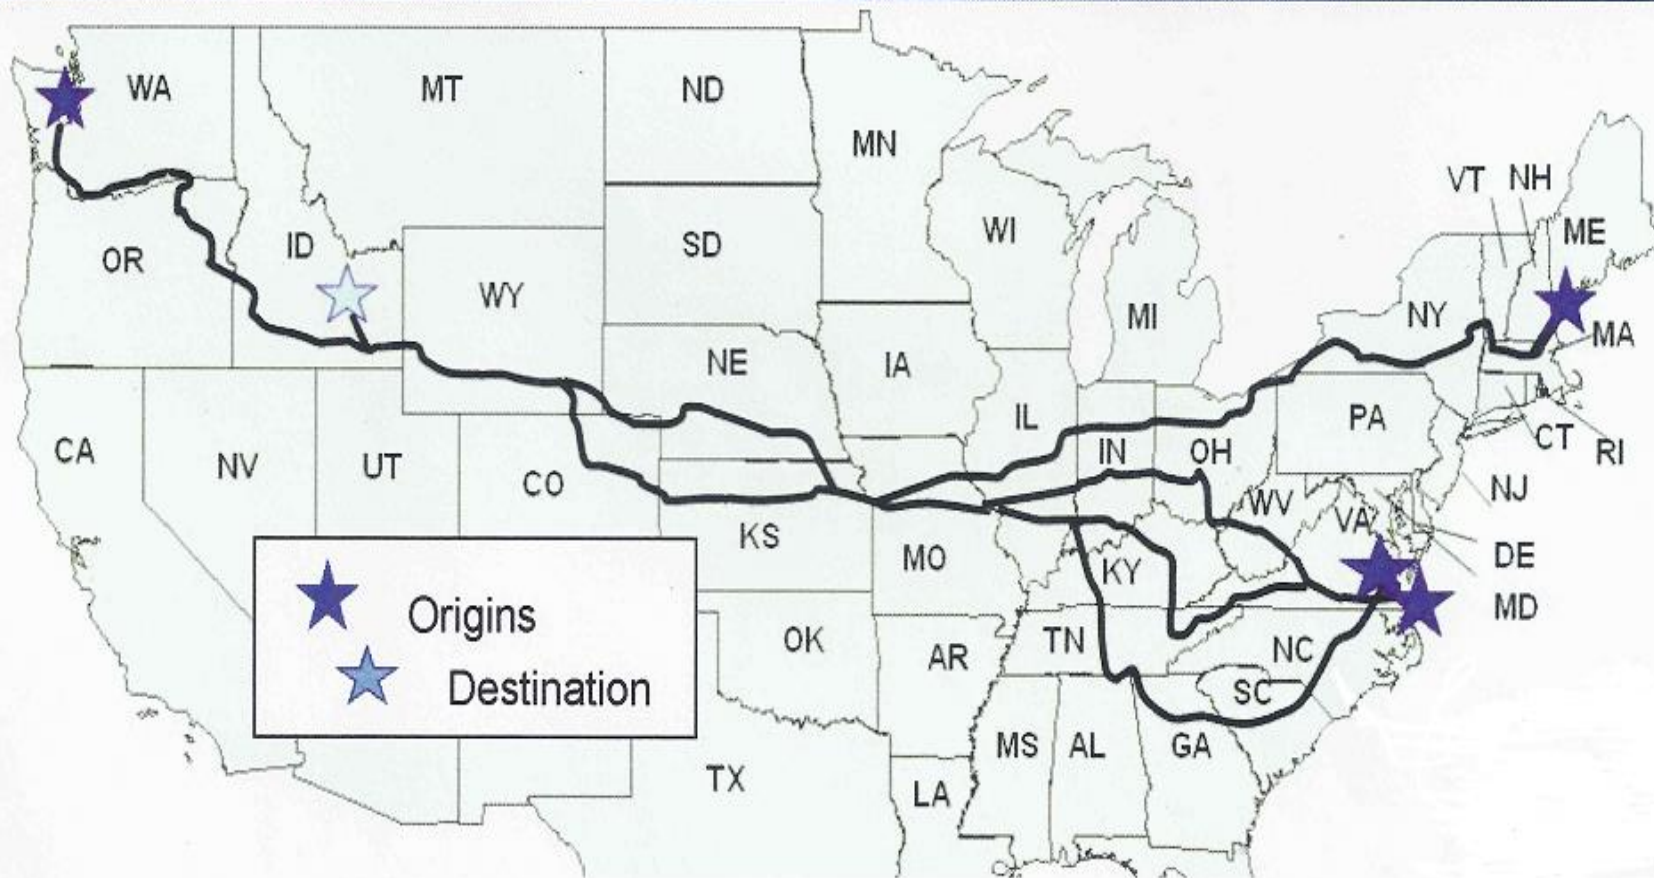 WA
MT
ND
MN
VT NH
ME
OR
ID
WY
SD
WI
MI
NY
MA
NE
IA
IL
IN
OH
PA
CT
RI
CA
NV
UT
CO
KS
MO
KY
WV
VA
NJ
DE
MD
Origins
Destination
OK
AR
TN
NC
SC
TX
LA
MS
AL
GA